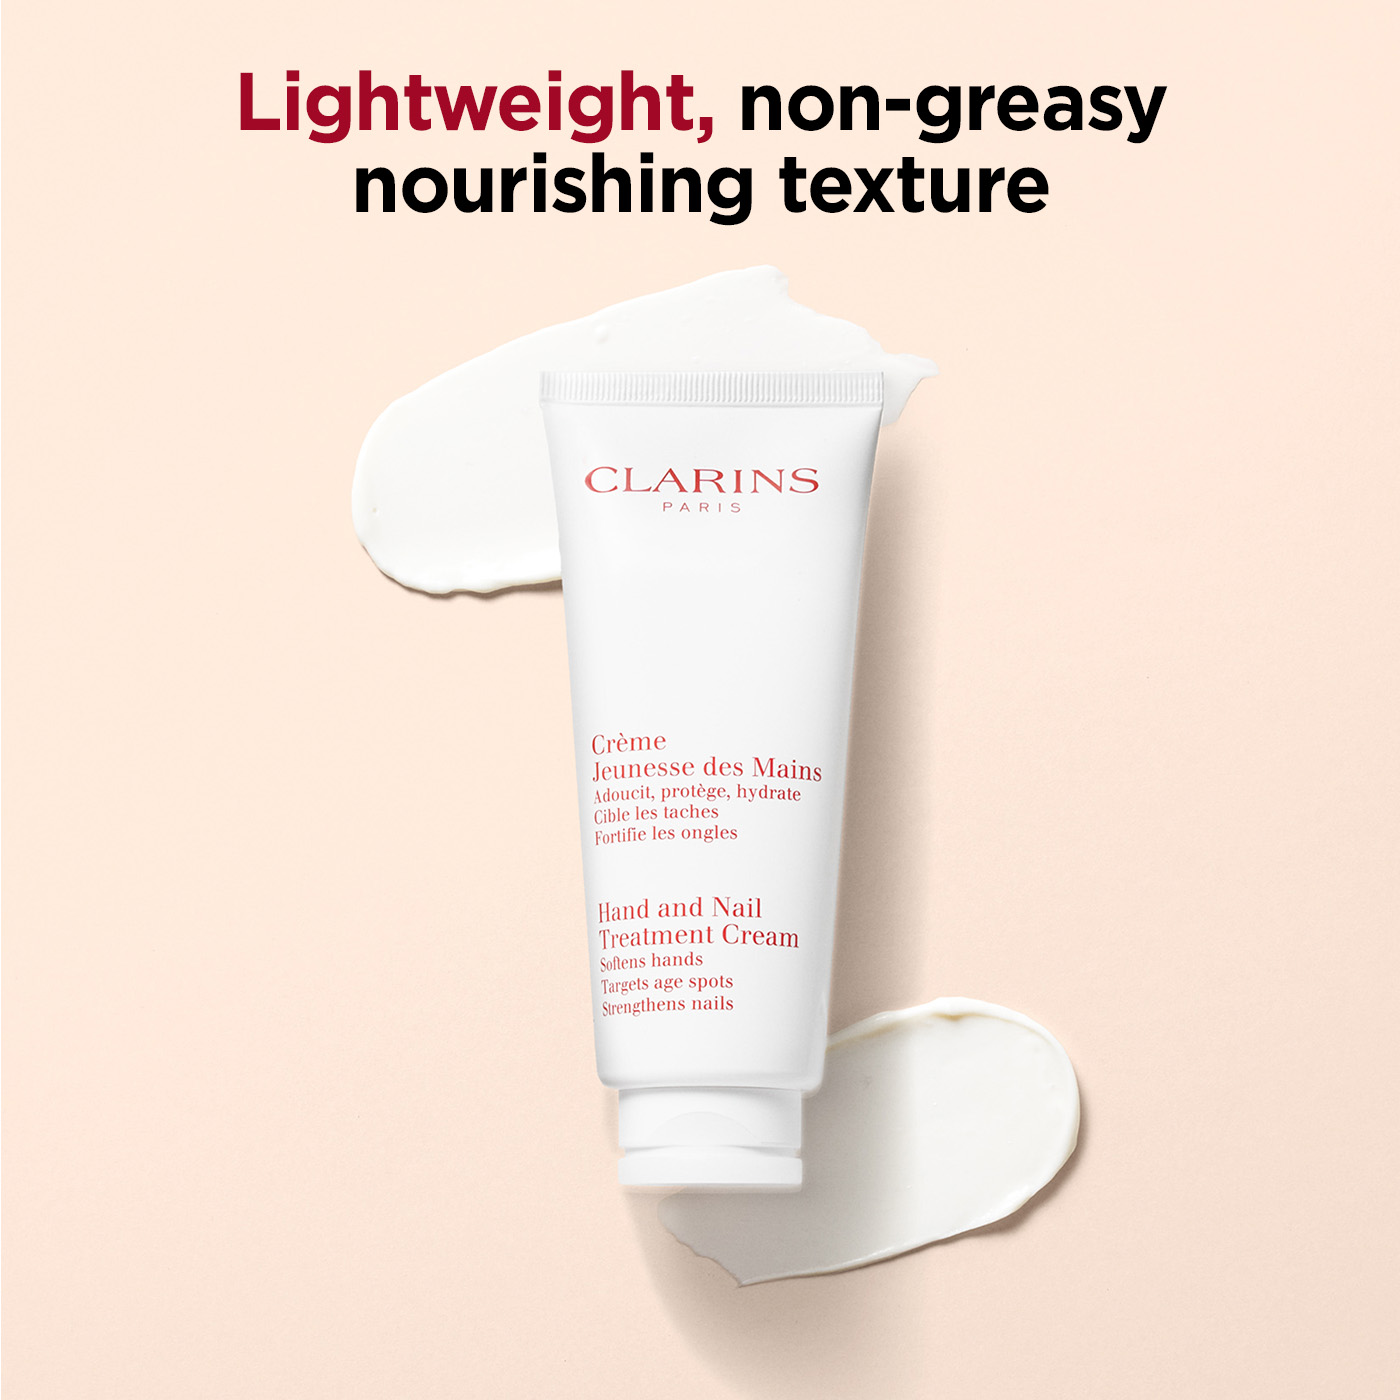 Lightweight, non-greasy
nourishing texture
CLARINS
PARIS
Crème
Jeunesse des Mains
Adoucit, protège, hydrate
Cible les taches
Fortifie les ongles
Hand and Nail
Treatment Cream
Softens hands
Targets age spots
Strengthens nails